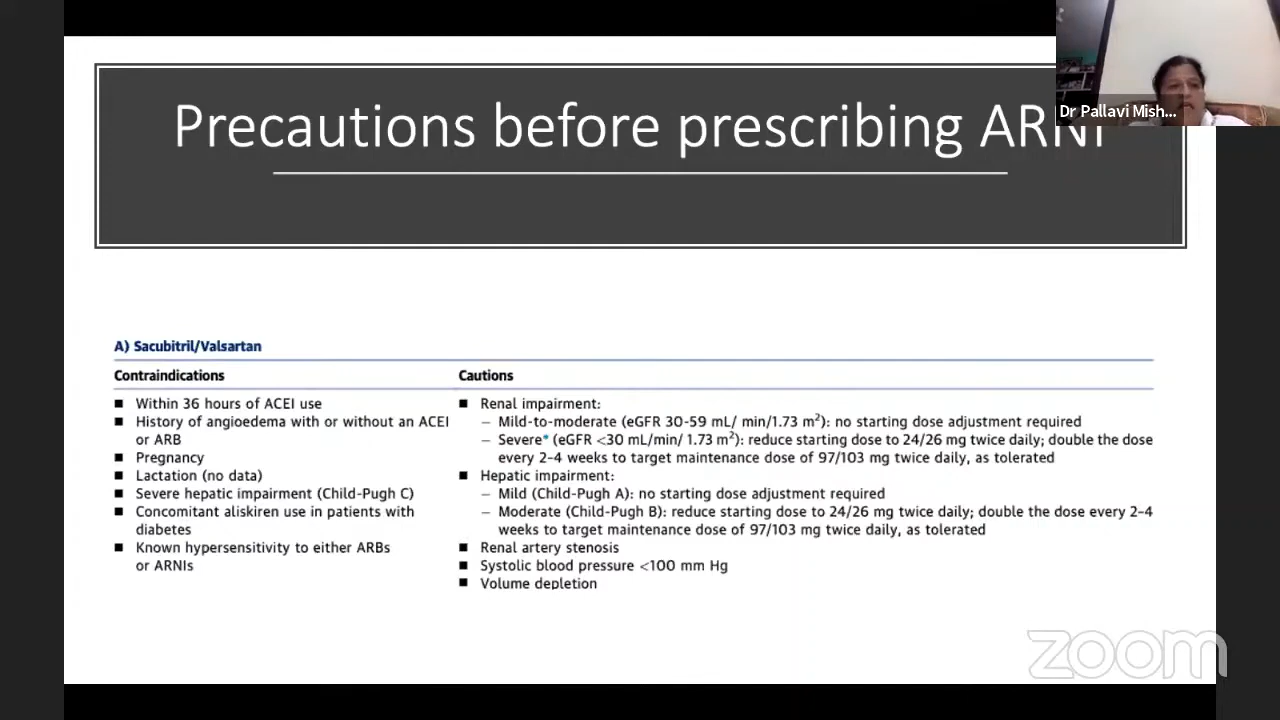 Precautions before prescribing ARNI
Dr Pallavi Mish...
A) Sacubitril/Valsartan
Contraindications
■ Within 36 hours of ACEI use
■ History of angioedema with or without an ACEI
or ARB
■ Pregnancy
■ Lactation (no data)
■ Severe hepatic impairment (Child-Pugh C)
■ Concomitant aliskiren use in patients with
diabetes
■ Known hypersensitivity to either ARBs
or ARNIs
Cautions
■ Renal impairment:
– Mild-to-moderate (eGFR 30-59 mL/ min/1.73 m²): no starting dose adjustment required
– Severe* (eGFR <30 mL/min/ 1.73 m²): reduce starting dose to 24/26 mg twice daily; double the dose
every 2–4 weeks to target maintenance dose of 97/103 mg twice daily, as tolerated
■ Hepatic impairment:
– Mild (Child-Pugh A): no starting dose adjustment required
– Moderate (Child-Pugh B): reduce starting dose to 24/26 mg twice daily; double the dose every 2–4
weeks to target maintenance dose of 97/103 mg twice daily, as tolerated
■ Renal artery stenosis
■ Systolic blood pressure <100 mm Hg
■ Volume depletion
zoom